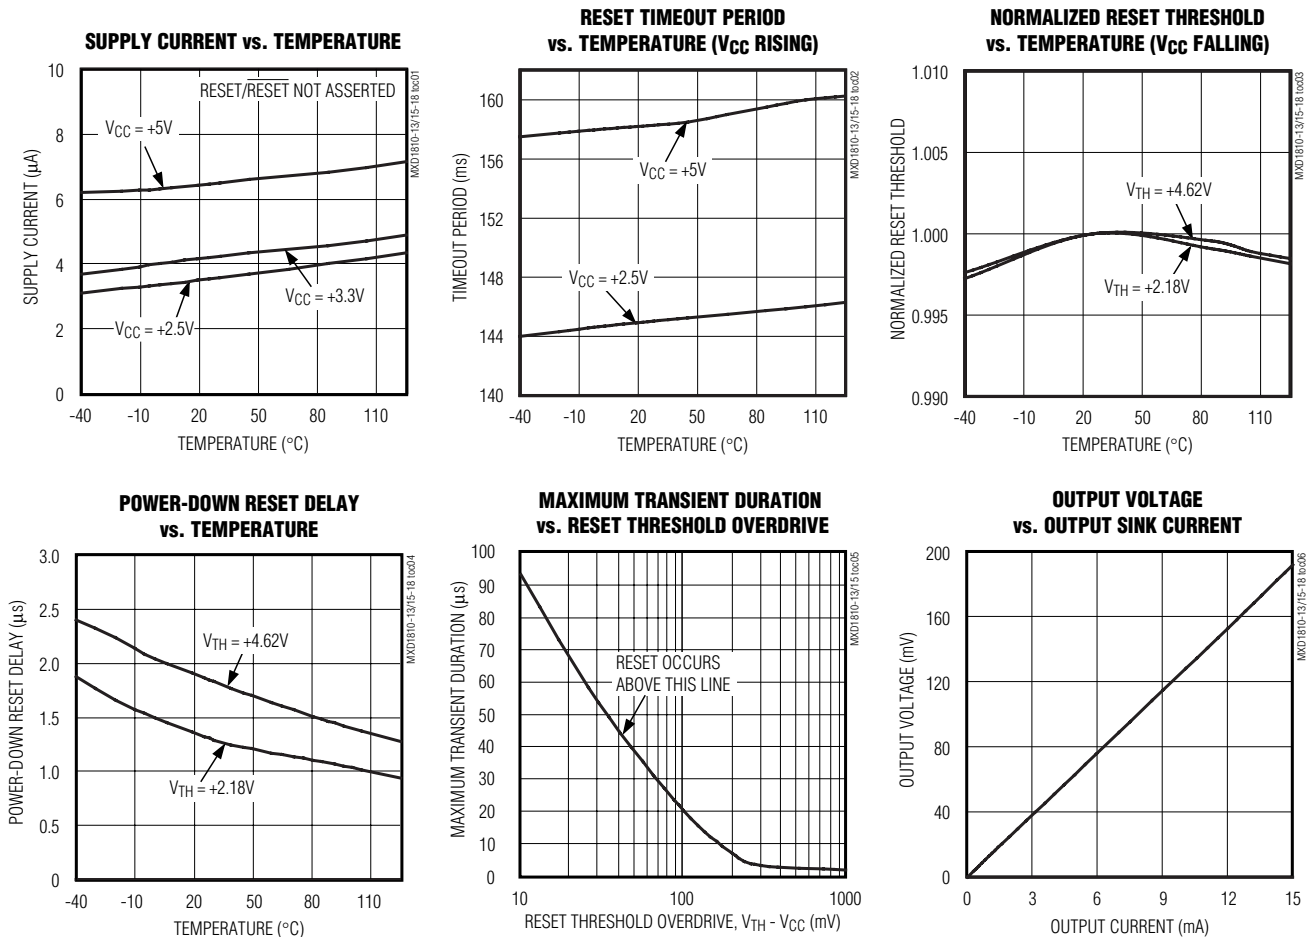 SUPPLY CURRENT vs. TEMPERATURE
10
8
6
4
2
0
SUPPLY CURRENT (μA)
RESET/RESET NOT ASSERTED
VCC = +5V
VCC = +3.3V
VCC = +2.5V
-40 -10 20 50 80 110
TEMPERATURE (°C)
MXD1810-13/15-18 toc01
RESET TIMEOUT PERIOD
vs. TEMPERATURE (VCC RISING)
160
156
152
148
144
140
TIMEOUT PERIOD (ms)
VCC = +5V
VCC = +2.5V
-40 -10 20 50 80 110
TEMPERATURE (°C)
MXD1810-13/15-18 toc02
NORMALIZED RESET THRESHOLD
vs. TEMPERATURE (VCC FALLING)
1.010
1.005
1.000
0.995
0.990
NORMALIZED RESET THRESHOLD
VTH = +4.62V
VTH = +2.18V
-40 -10 20 50 80 110
TEMPERATURE (°C)
MXD1810-13/15-18 toc03
POWER-DOWN RESET DELAY
vs. TEMPERATURE
3.0
2.5
2.0
1.5
1.0
0.5
0
POWER-DOWN RESET DELAY (μs)
VTH = +4.62V
VTH = +2.18V
-40 -10 20 50 80 110
TEMPERATURE (°C)
MXD1810-13/15-18 toc04
MAXIMUM TRANSIENT DURATION
vs. RESET THRESHOLD OVERDRIVE
100
90
80
70
60
50
40
30
20
10
0
MAXIMUM TRANSIENT DURATION (μs)
RESET OCCURS
ABOVE THIS LINE
10 100 1000
RESET THRESHOLD OVERDRIVE, VTH - VCC (mV)
MXD1810-13/15 toc05
OUTPUT VOLTAGE
vs. OUTPUT SINK CURRENT
200
160
120
80
40
0
OUTPUT VOLTAGE (mV)
0 3 6 9 12 15
OUTPUT CURRENT (mA)
MXD1810-13/15-18 toc06